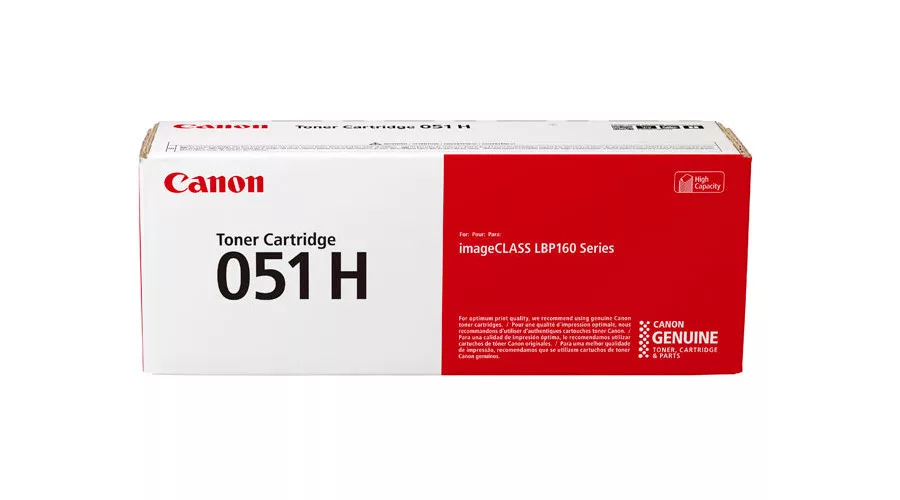 Canon Toner Cartridge 051 H
Canon
High
Capacity
Toner Cartridge
051 H
For: Pour: Para:
imageCLASS LBP160 Series
For optimum print quality, we recommend using genuine Canon
toner cartridges. / Pour une qualité d'impression optimale, nous
recommandons d'utiliser d'authentiques cartouches toner Canon. /
Para una calidad de impresión óptima, le recomendamos utilizar
cartuchos de tóner Canon originales. / Para uma melhor qualidade
de impressão, recomendamos que se utilizem cartuchos de toner
Canon genuínos.
CANON
GENUINE
TONER, CARTRIDGE
& PARTS